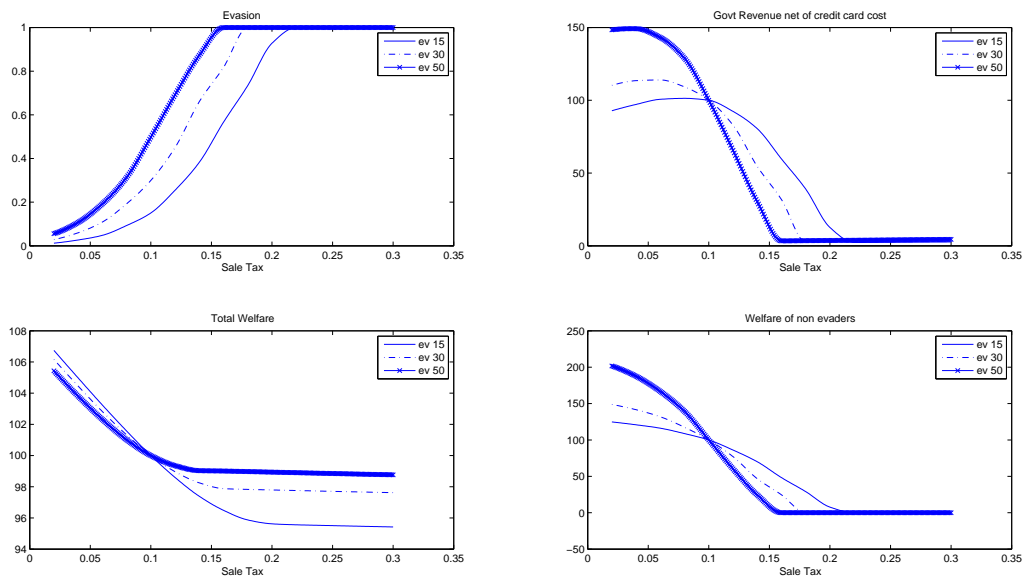 Evasion
1
0.8
0.6
0.4
0.2
0
0 0.05 0.1 0.15 0.2 0.25 0.3 0.35
Sale Tax
ev 15
ev 30
ev 50
Govt Revenue net of credit card cost
150
100
50
0
0 0.05 0.1 0.15 0.2 0.25 0.3 0.35
Sale Tax
ev 15
ev 30
ev 50
Total Welfare
108
106
104
102
100
98
96
94
0 0.05 0.1 0.15 0.2 0.25 0.3 0.35
Sale Tax
ev 15
ev 30
ev 50
Welfare of non evaders
250
200
150
100
50
0
−50
0 0.05 0.1 0.15 0.2 0.25 0.3 0.35
Sale Tax
ev 15
ev 30
ev 50